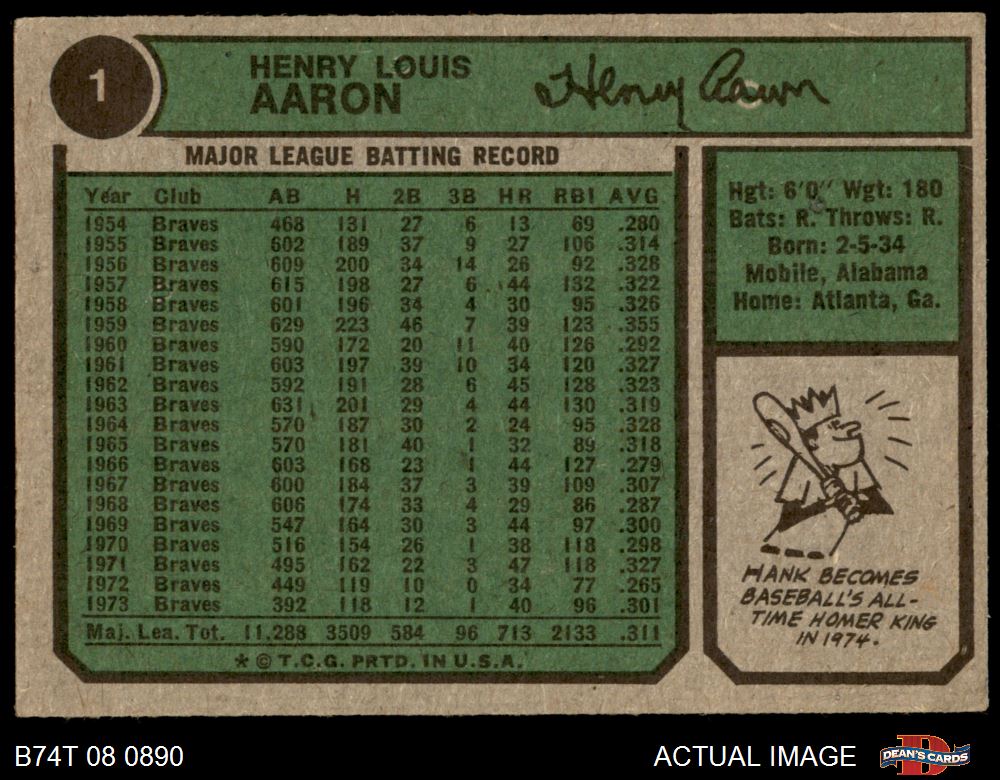 1
HENRY LOUIS
AARON
Henry Aaron
MAJOR LEAGUE BATTING RECORD
Year Club AB H 2B 3B HR RBI AVG
1954 Braves 468 131 27 6 13 69 .280
1955 Braves 602 189 37 9 27 106 .314
1956 Braves 609 200 34 14 26 92 .328
1957 Braves 615 198 27 6 44 132 .322
1958 Braves 601 196 34 4 30 95 .326
1959 Braves 629 223 46 7 39 123 .355
1960 Braves 590 172 20 11 40 126 .292
1961 Braves 603 197 39 10 34 120 .327
1962 Braves 592 191 28 6 45 128 .323
1963 Braves 631 201 29 4 44 130 .319
1964 Braves 570 187 30 2 24 95 .328
1965 Braves 570 181 40 1 32 89 .318
1966 Braves 603 168 23 1 44 127 .279
1967 Braves 600 184 37 3 39 109 .307
1968 Braves 606 174 33 4 29 86 .287
1969 Braves 547 164 30 3 44 97 .300
1970 Braves 516 154 26 1 38 118 .298
1971 Braves 495 162 22 3 47 118 .327
1972 Braves 449 119 10 0 34 77 .265
1973 Braves 392 118 12 1 40 96 .301
Maj. Lea. Tot. 11,288 3509 584 96 713 2133 .311
* © T.C.G. PRTD. IN U.S.A.
Hgt: 6'0" Wgt: 180
Bats: R. Throws: R.
Born: 2-5-34
Mobile, Alabama
Home: Atlanta, Ga.
HANK BECOMES
BASEBALL'S ALL-
TIME HOMER KING
IN 1974.
B74T 08 0890
ACTUAL IMAGE
DEAN'S CARDS